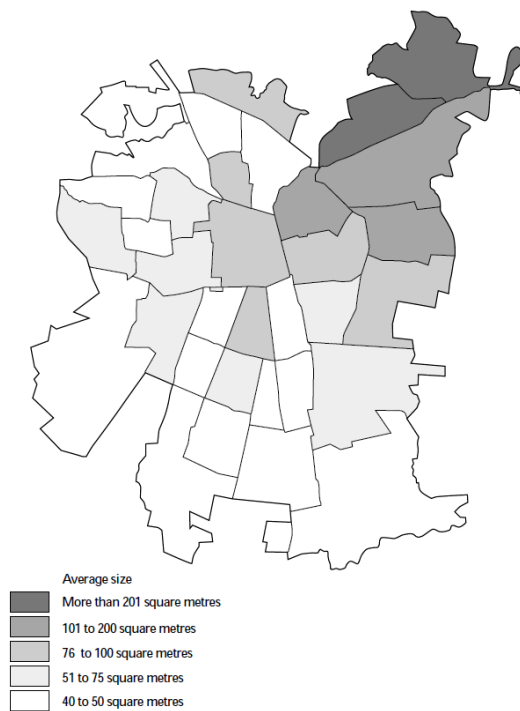 Average size
More than 201 square metres
101 to 200 square metres
76 to 100 square metres
51 to 75 square metres
40 to 50 square metres